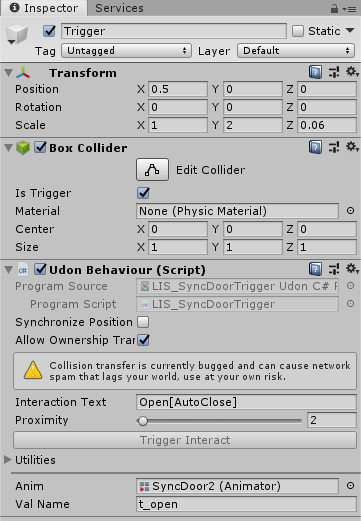 Inspector Services
Trigger Static
Tag Untagged Layer Default
Transform
Position X 0.5 Y 0 Z 0
Rotation X 0 Y 0 Z 0
Scale X 1 Y 2 Z 0.06
Box Collider
Edit Collider
Is Trigger
Material None (Physic Material)
Center X 0 Y 0 Z 0
Size X 1 Y 1 Z 1
Udon Behaviour (Script)
Program Source LIS_SyncDoorTrigger Udon C# P
Program Script LIS_SyncDoorTrigger
Synchronize Position
Allow Ownership Tran
Collision transfer is currently bugged and can cause network
spam that lags your world, use at your own risk.
Interaction Text Open[AutoClose]
Proximity 2
Trigger Interact
Utilities
Anim SyncDoor2 (Animator)
Val Name t_open